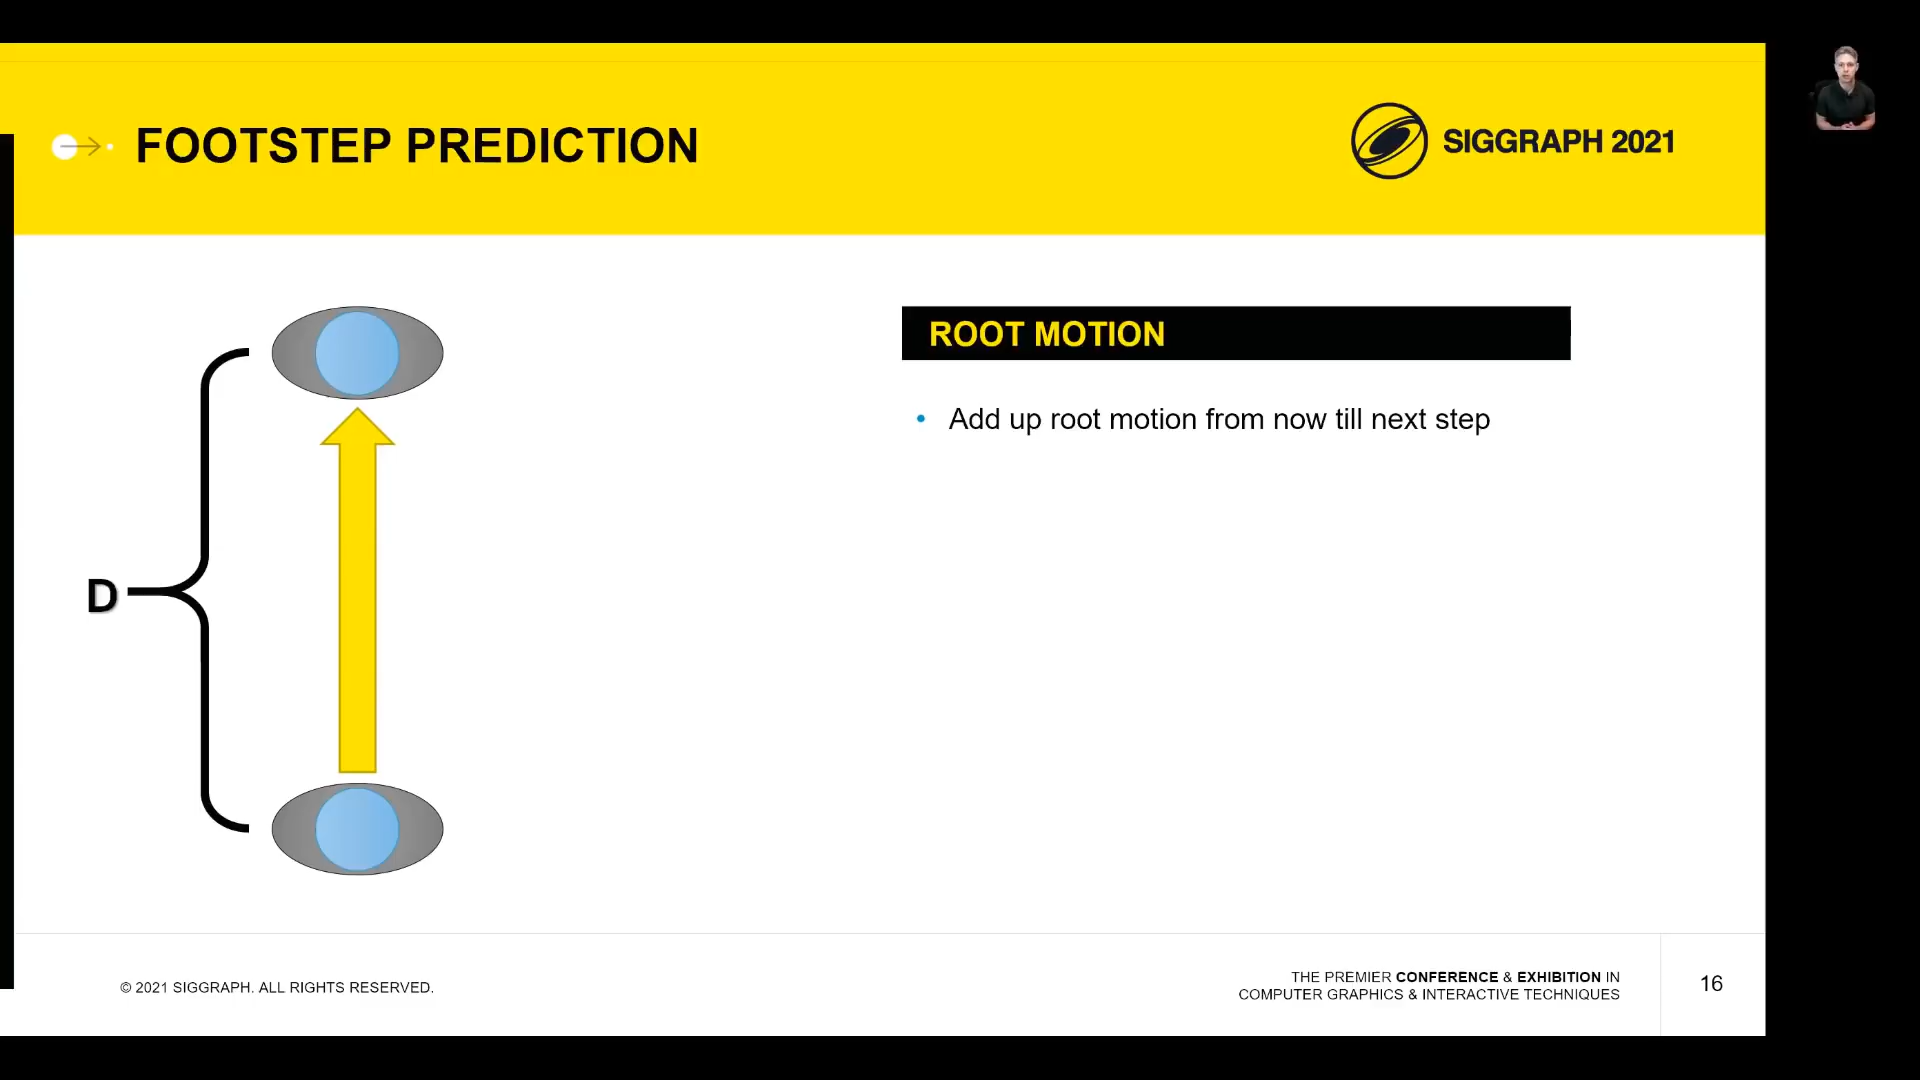 FOOTSTEP PREDICTION
SIGGRAPH 2021
ROOT MOTION
• Add up root motion from now till next step
D
© 2021 SIGGRAPH. ALL RIGHTS RESERVED.
THE PREMIER CONFERENCE & EXHIBITION IN
COMPUTER GRAPHICS & INTERACTIVE TECHNIQUES
16